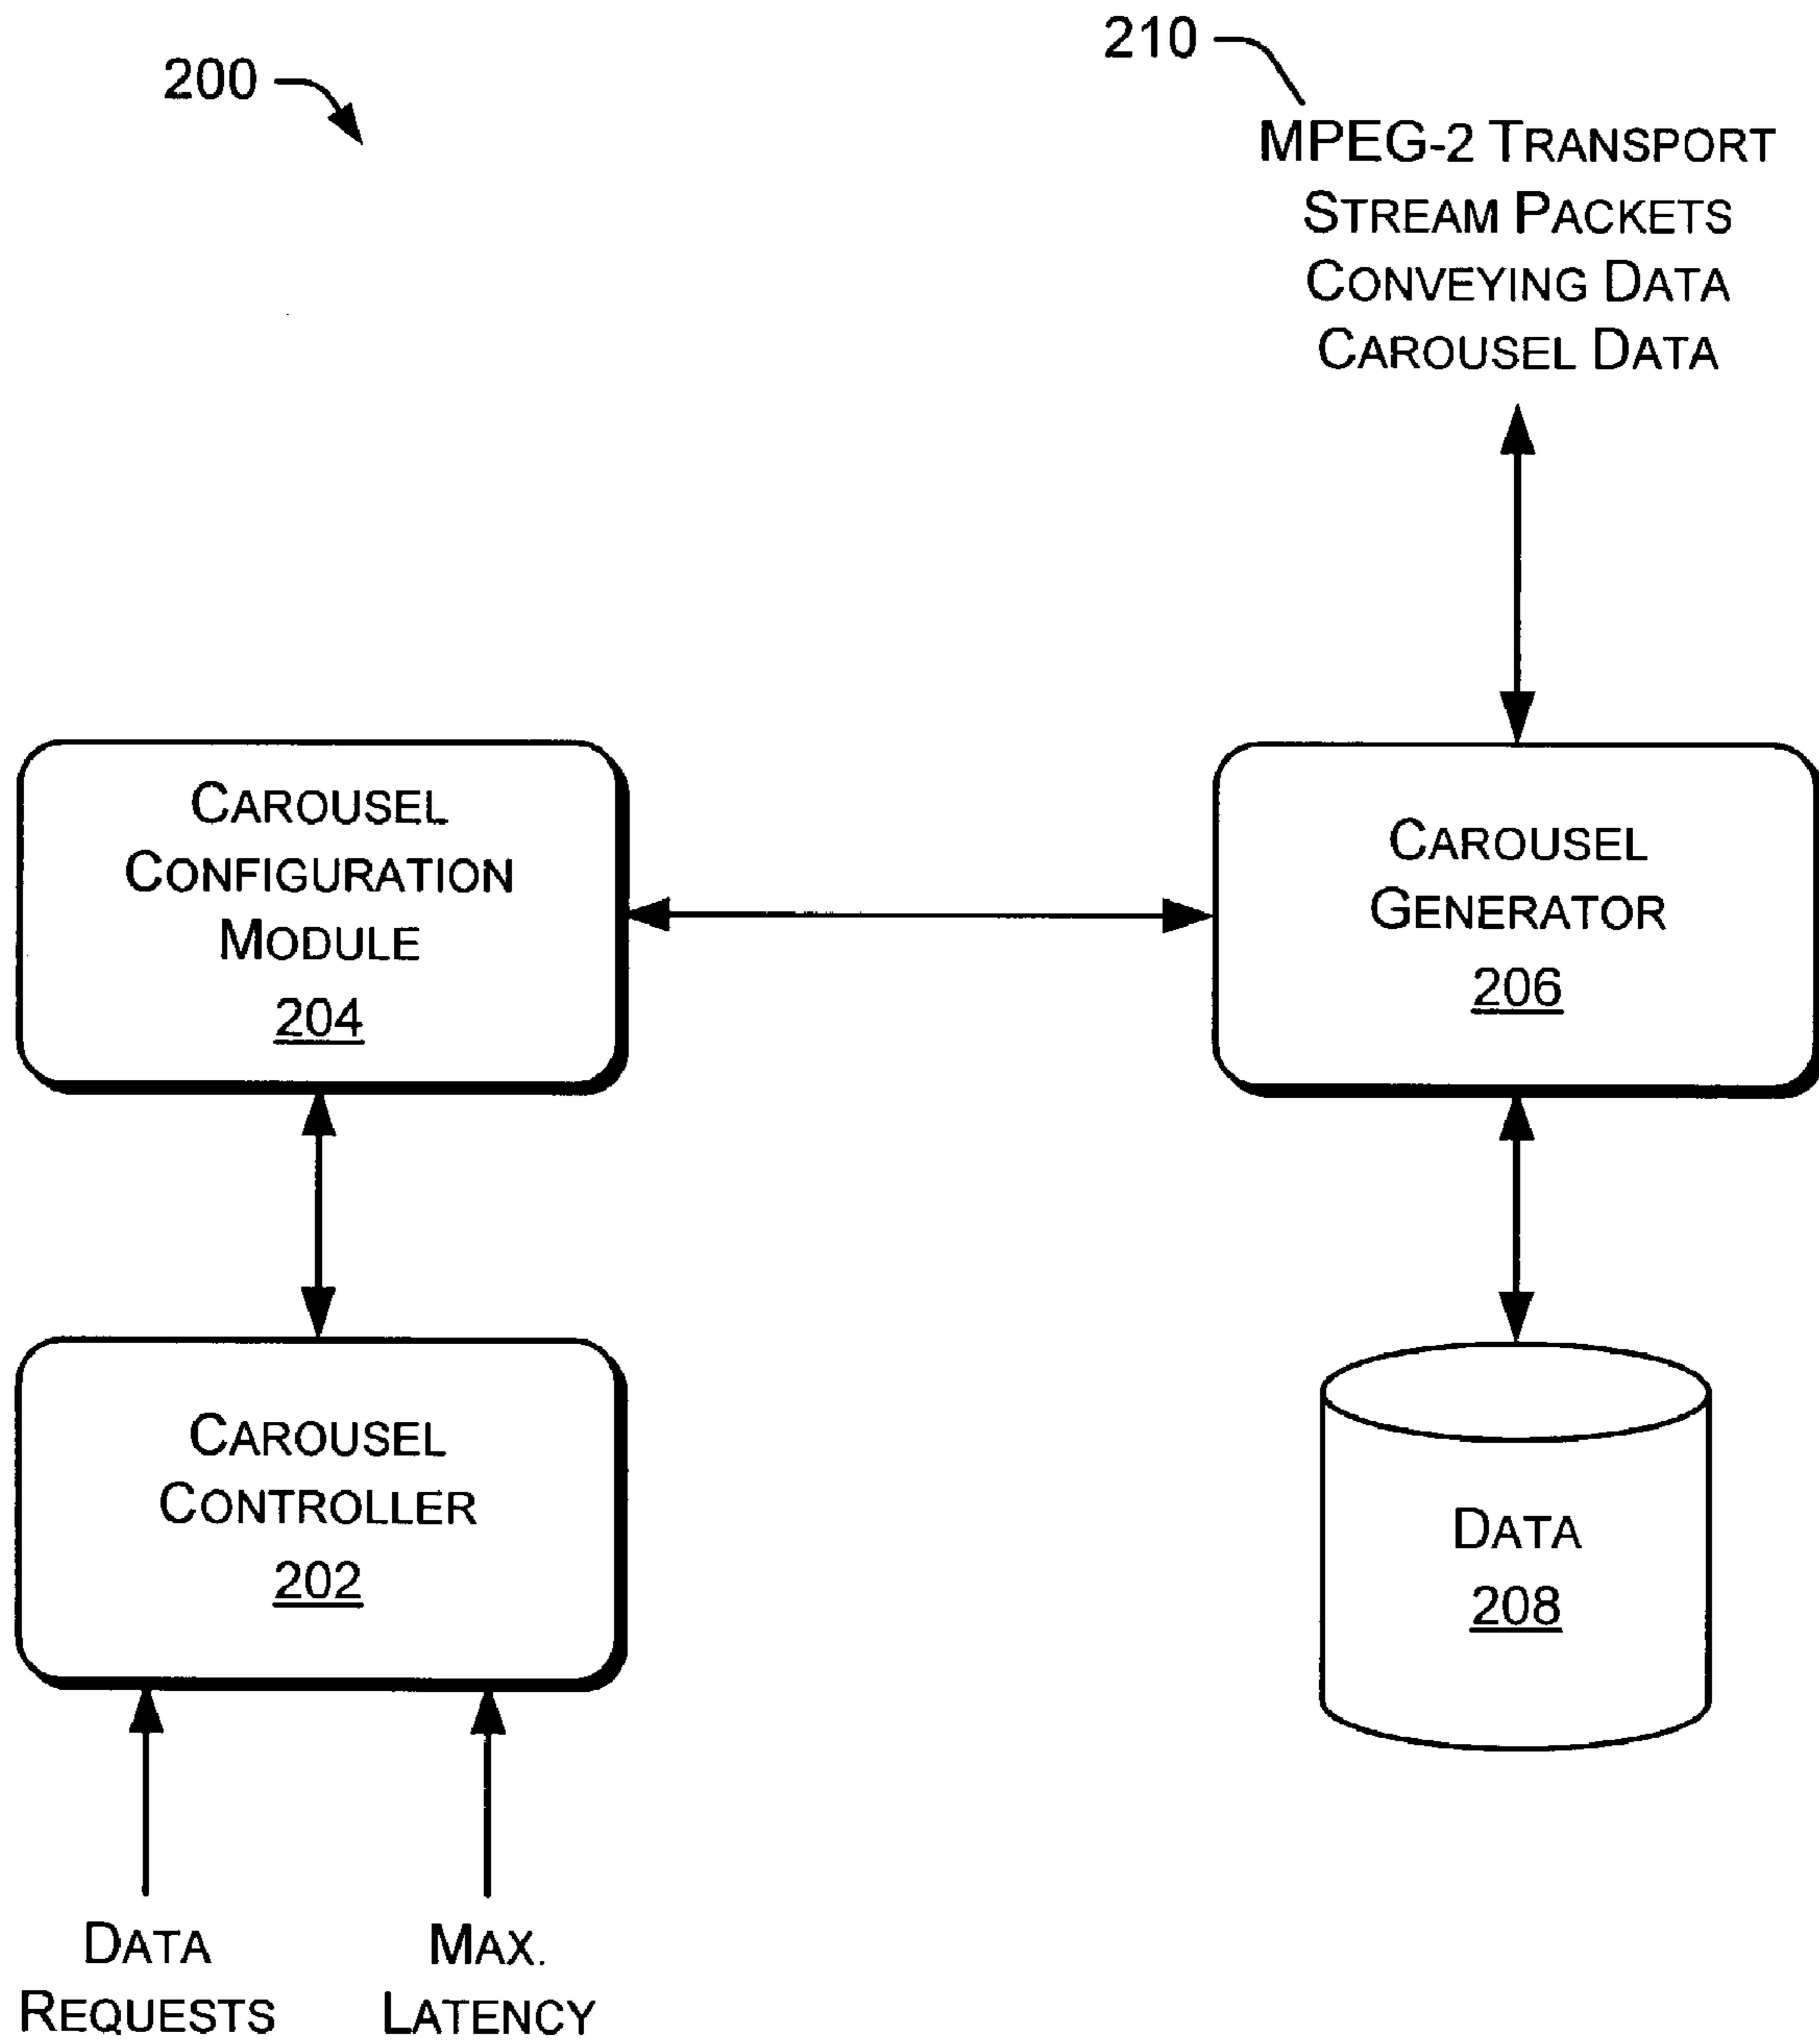 200
210
MPEG-2 TRANSPORT
STREAM PACKETS
CONVEYING DATA
CAROUSEL DATA
CAROUSEL
CONFIGURATION
MODULE
204
CAROUSEL
GENERATOR
206
CAROUSEL
CONTROLLER
202
DATA
208
DATA
REQUESTS
MAX.
LATENCY